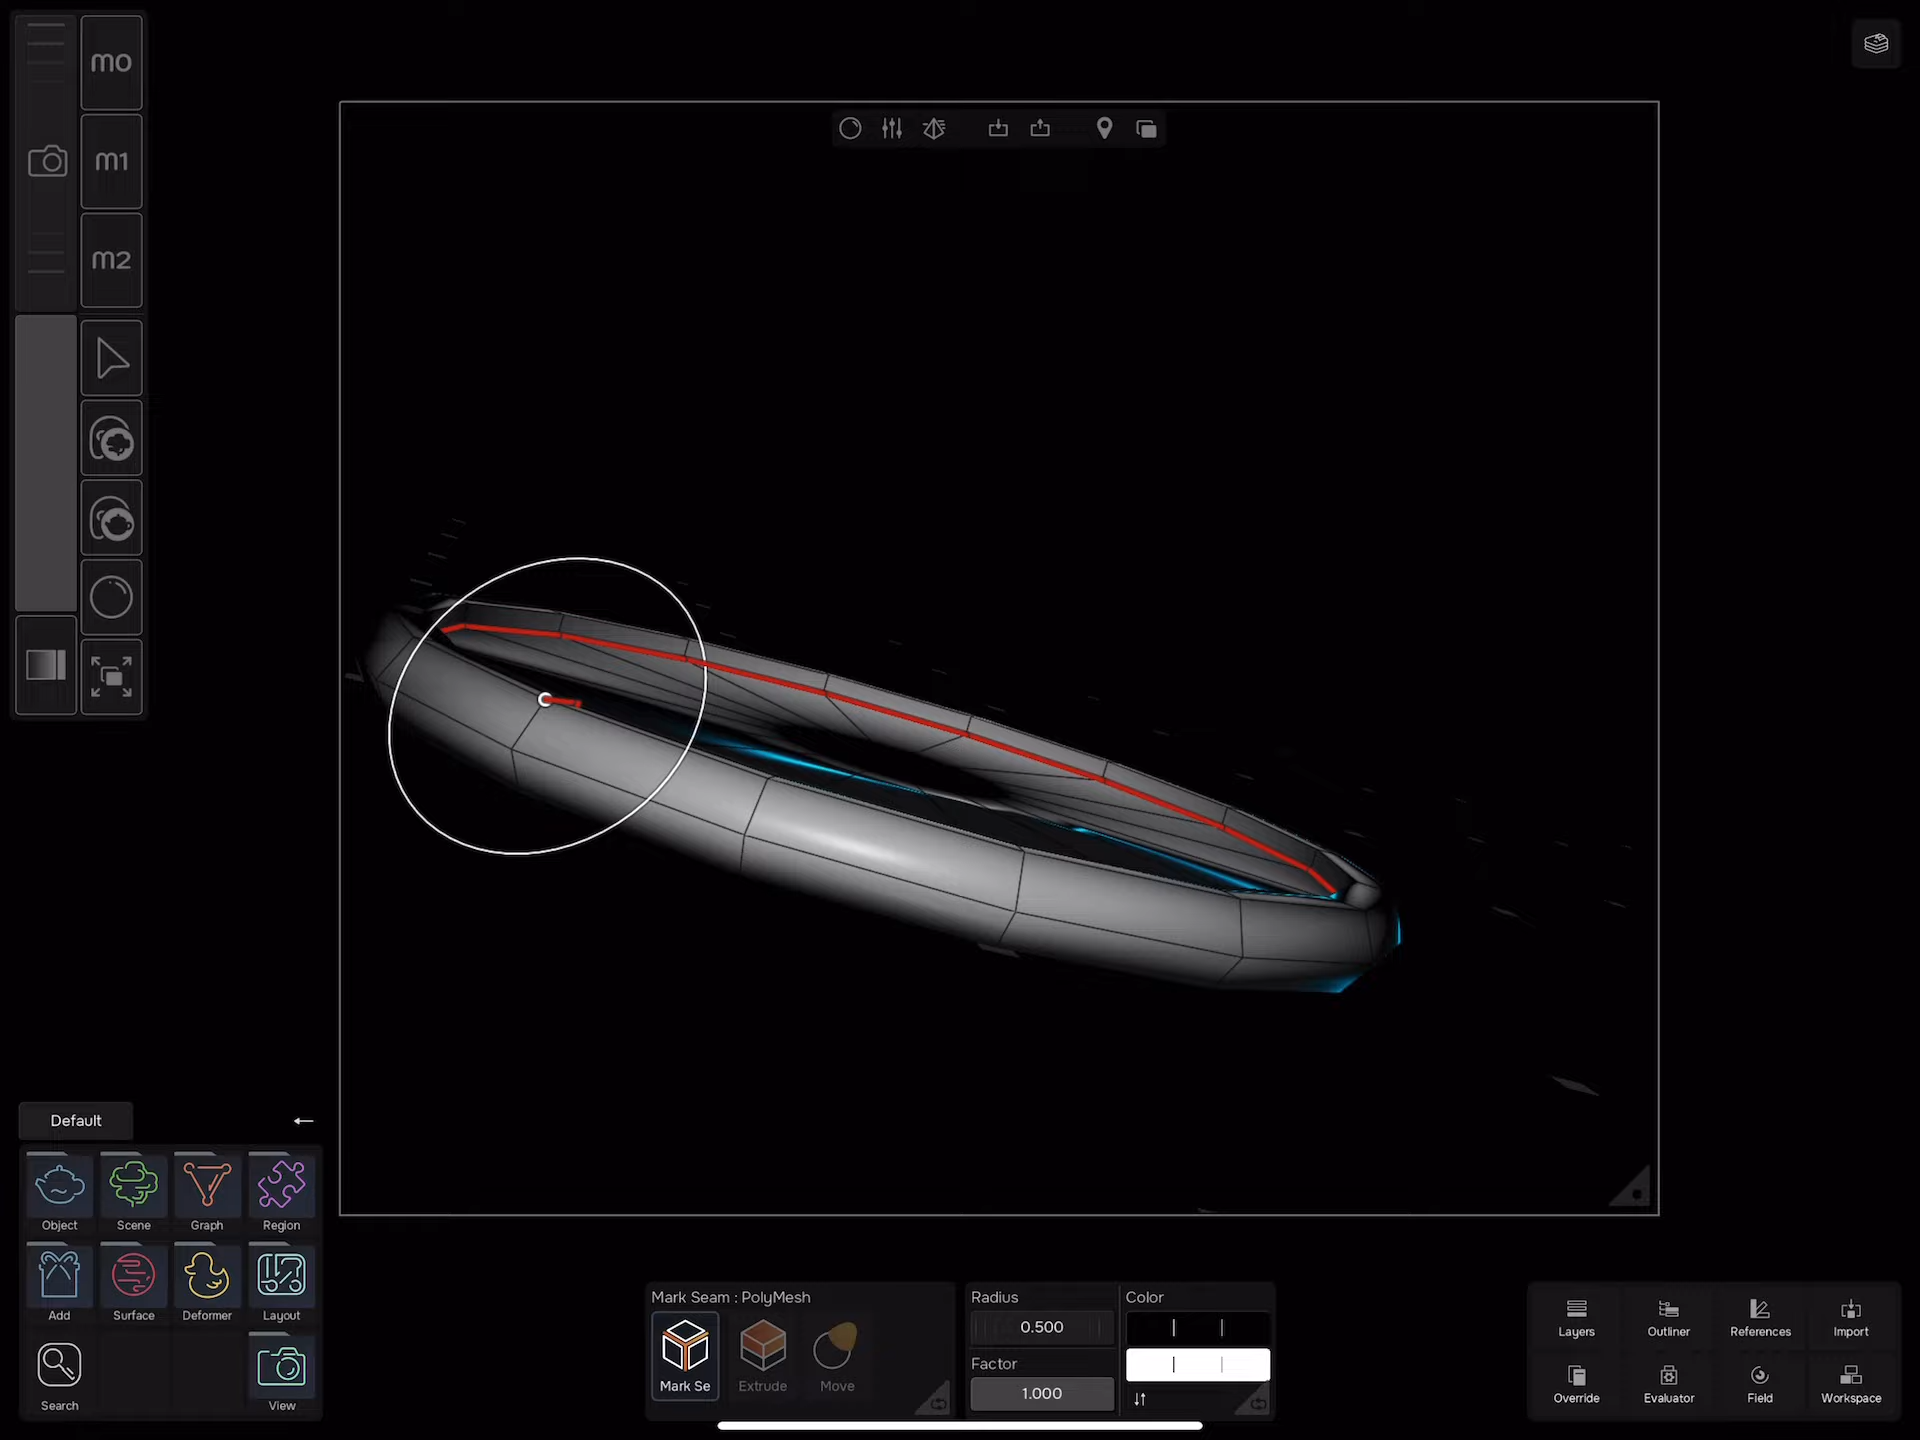 m0
m1
m2
Default
Object
Scene
Graph
Region
Add
Surface
Deformer
Layout
Search
View
Mark Seam : PolyMesh
Mark Se
Extrude
Move
Radius
0.500
Factor
1.000
Color
Layers
Outliner
References
Import
Override
Evaluator
Field
Workspace